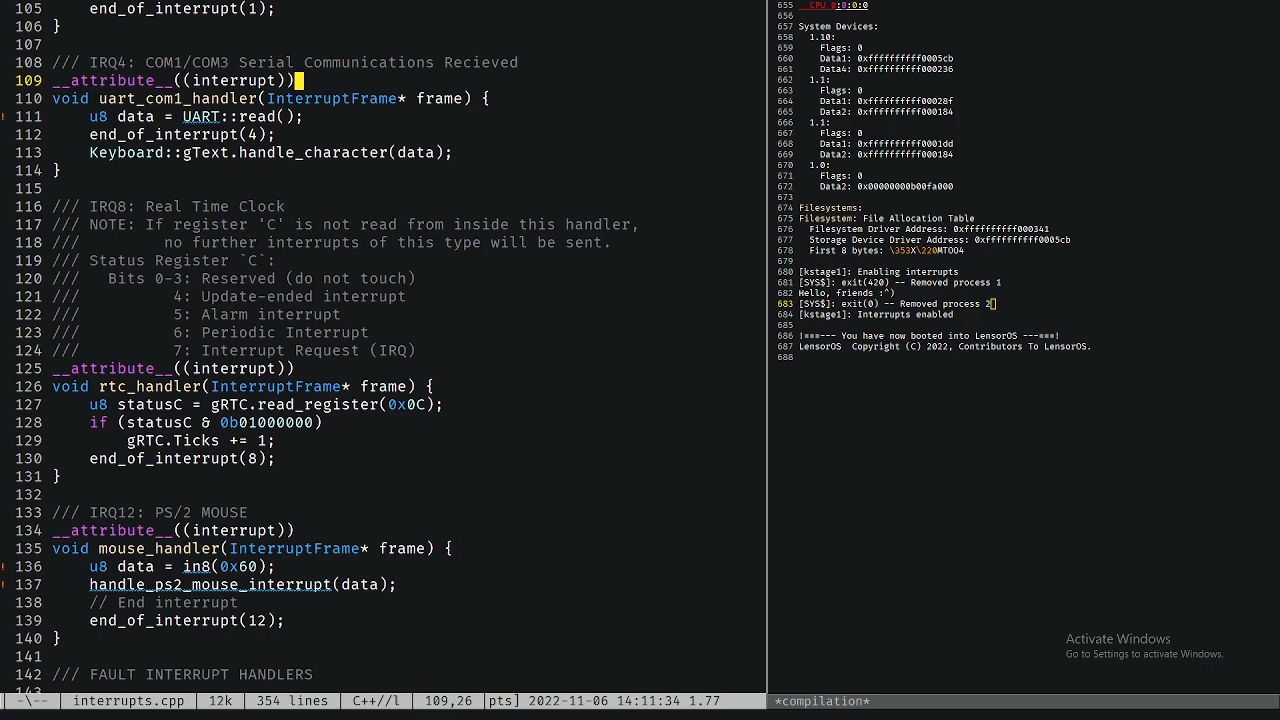 105     end_of_interrupt(1);
106 }
107
108 /// IRQ4: COM1/COM3 Serial Communications Recieved
109 __attribute__((interrupt))
110 void uart_com1_handler(InterruptFrame* frame) {
! 111     u8 data = UART::read();
112     end_of_interrupt(4);
113     Keyboard::gText.handle_character(data);
114 }
115
116 /// IRQ8: Real Time Clock
117 /// NOTE: If register 'C' is not read from inside this handler,
118 ///       no further interrupts of this type will be sent.
119 /// Status Register `C`:
120 ///   Bits 0-3: Reserved (do not touch)
121 ///          4: Update-ended interrupt
122 ///          5: Alarm interrupt
123 ///          6: Periodic Interrupt
124 ///          7: Interrupt Request (IRQ)
125 __attribute__((interrupt))
126 void rtc_handler(InterruptFrame* frame) {
127     u8 statusC = gRTC.read_register(0x0C);
128     if (statusC & 0b01000000)
129         gRTC.Ticks += 1;
130     end_of_interrupt(8);
131 }
132
133 /// IRQ12: PS/2 MOUSE
134 __attribute__((interrupt))
135 void mouse_handler(InterruptFrame* frame) {
! 136     u8 data = in8(0x60);
! 137     handle_ps2_mouse_interrupt(data);
138     // End interrupt
139     end_of_interrupt(12);
140 }
141
142 /// FAULT INTERRUPT HANDLERS
143
-\-- interrupts.cpp 12k 354 lines C++//l 109,26 pts] 2022-11-06 14:11:34 1.77
655   CPU 0:0:0:0
656
657 System Devices:
658   1.10:
659     Flags: 0
660     Data1: 0xffffffffff0005cb
661     Data4: 0xffffffffff000236
662   1.1:
663     Flags: 0
664     Data1: 0xffffffffff00028f
665     Data2: 0xffffffffff000184
666   1.1:
667     Flags: 0
668     Data1: 0xffffffffff0001dd
669     Data2: 0xffffffffff000184
670   1.0:
671     Flags: 0
672     Data2: 0x00000000b00fa000
673
674 Filesystems:
675 Filesystem: File Allocation Table
676   Filesystem Driver Address: 0xffffffffff000341
677   Storage Device Driver Address: 0xffffffffff0005cb
678   First 8 bytes: \353X\220MTOO4
679
680 [kstage1]: Enabling interrupts
681 [SYS$]: exit(420) -- Removed process 1
682 Hello, friends :^)
683 [SYS$]: exit(0) -- Removed process 2
684 [kstage1]: Interrupts enabled
685
686 !===--- You have now booted into LensorOS ---===!
687 LensorOS  Copyright (C) 2022, Contributors To LensorOS.
688
Activate Windows
Go to Settings to activate Windows.
*compilation*